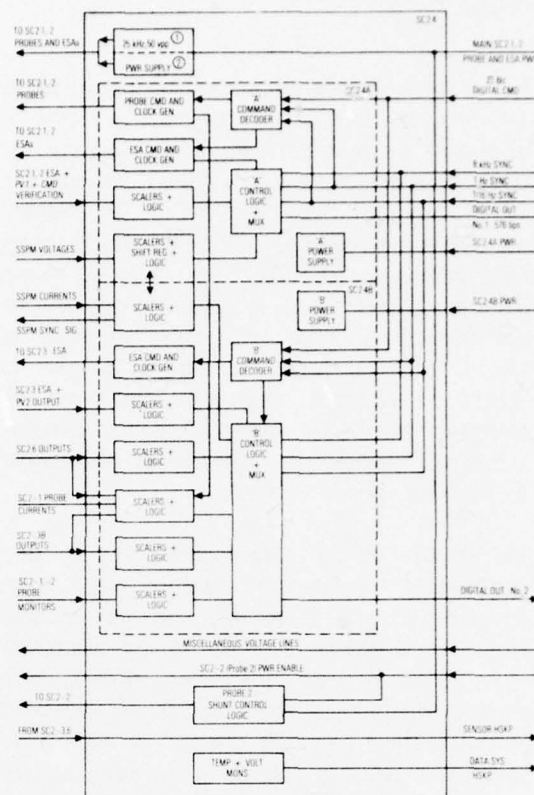 SC2 4
TO SC2 1, 2
PROBES AND ESAs
25 kHz, 50 vpp 1
PWR SUPPLY 2
MAIN SC2 1, 2
PROBE AND ESA PWR
SC2 4A
TO SC2 1, 2
PROBES
PROBE CMD AND
CLOCK GEN
'A'
COMMAND
DECODER
DIGITAL CMD
TO SC2 1, 2
ESAs
ESA CMD AND
CLOCK GEN
SC2 1, 2 ESA +
PV1 + CMD
VERIFICATION
SCALERS +
LOGIC
'A'
CONTROL
LOGIC
+
MUX
8 kHz SYNC
1 Hz SYNC
1/16 Hz SYNC
DIGITAL OUT
No. 1 576 bps
SSPM VOLTAGES
SCALERS +
SHIFT REG +
LOGIC
'A'
POWER
SUPPLY
SC2 4A PWR
SC2 4B
SSPM CURRENTS
SCALERS +
LOGIC
SSPM SYNC SIG
'B'
POWER
SUPPLY
SC2 4B PWR
TO SC2 3 ESA
ESA CMD AND
CLOCK GEN
'B'
COMMAND
DECODER
SC2 3 ESA +
PV2 OUTPUT
SCALERS +
LOGIC
'B'
CONTROL
LOGIC
+
MUX
SC2 6 OUTPUTS
SCALERS +
LOGIC
SC2-1 PROBE
CURRENTS
SCALERS +
LOGIC
SC2-3B
OUTPUTS
SCALERS +
LOGIC
SC2-1, -2
PROBE
MONITORS
SCALERS +
LOGIC
DIGITAL OUT No. 2
MISCELLANEOUS VOLTAGE LINES
SC2-2 (Probe 2) PWR ENABLE
TO SC2-2
PROBE 2
SHUNT CONTROL
LOGIC
FROM SC2-3,6
SENSOR HSKP
TEMP + VOLT
MONS
DATA SYS
HSKP